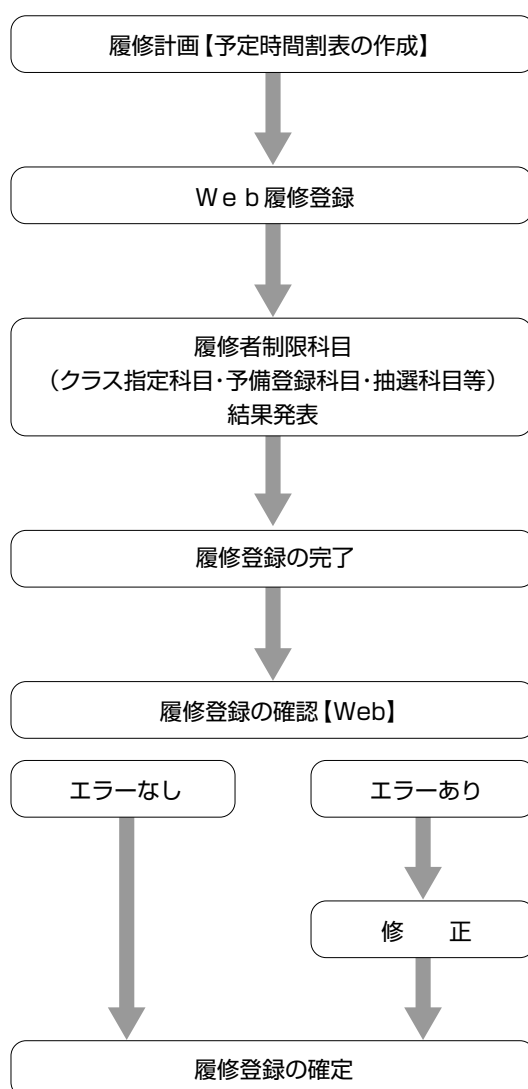 履修計画【予定時間割表の作成】
Ｗｅｂ履修登録
履修者制限科目
（クラス指定科目・予備登録科目・抽選科目等）
結果発表
履修登録の完了
履修登録の確認【Web】
エラーなし
エラーあり
修　正
履修登録の確定